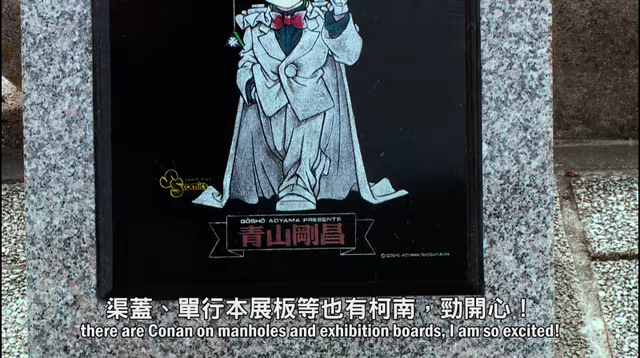 Comics
GOSHO AOYAMA PRESENTS
青山剛昌
渠蓋、單行本展板等也有柯南，勁開心！
there are Conan on manholes and exhibition boards, I am so excited!